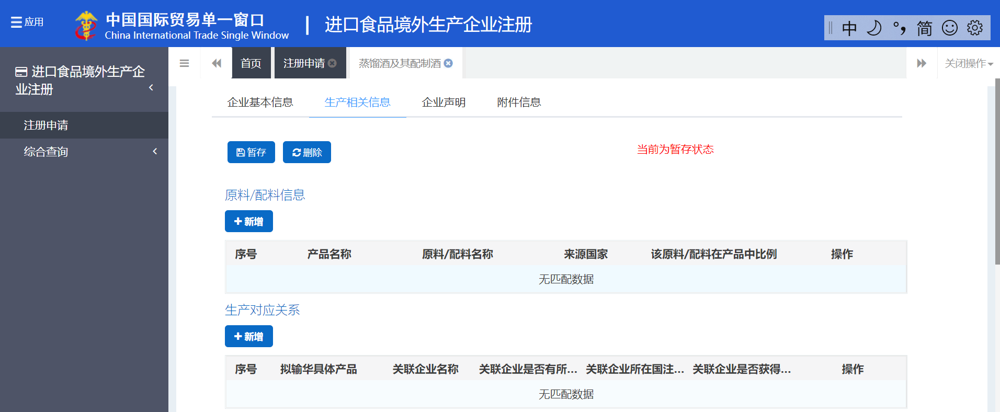 应用
中国国际贸易单一窗口
China International Trade Single Window
进口食品境外生产企业注册
中 °, 简
进口食品境外生产企
业注册
注册申请
综合查询
首页 注册申请 蒸馏酒及其配制酒 关闭操作
企业基本信息 生产相关信息 企业声明 附件信息
暂存 删除 当前为暂存状态
原料/配料信息
新增
序号 产品名称 原料/配料名称 来源国家 该原料/配料在产品中比例 操作
无匹配数据
生产对应关系
新增
序号 拟输华具体产品 关联企业名称 关联企业是否有所... 关联企业所在国注... 关联企业是否获得... 操作
无匹配数据